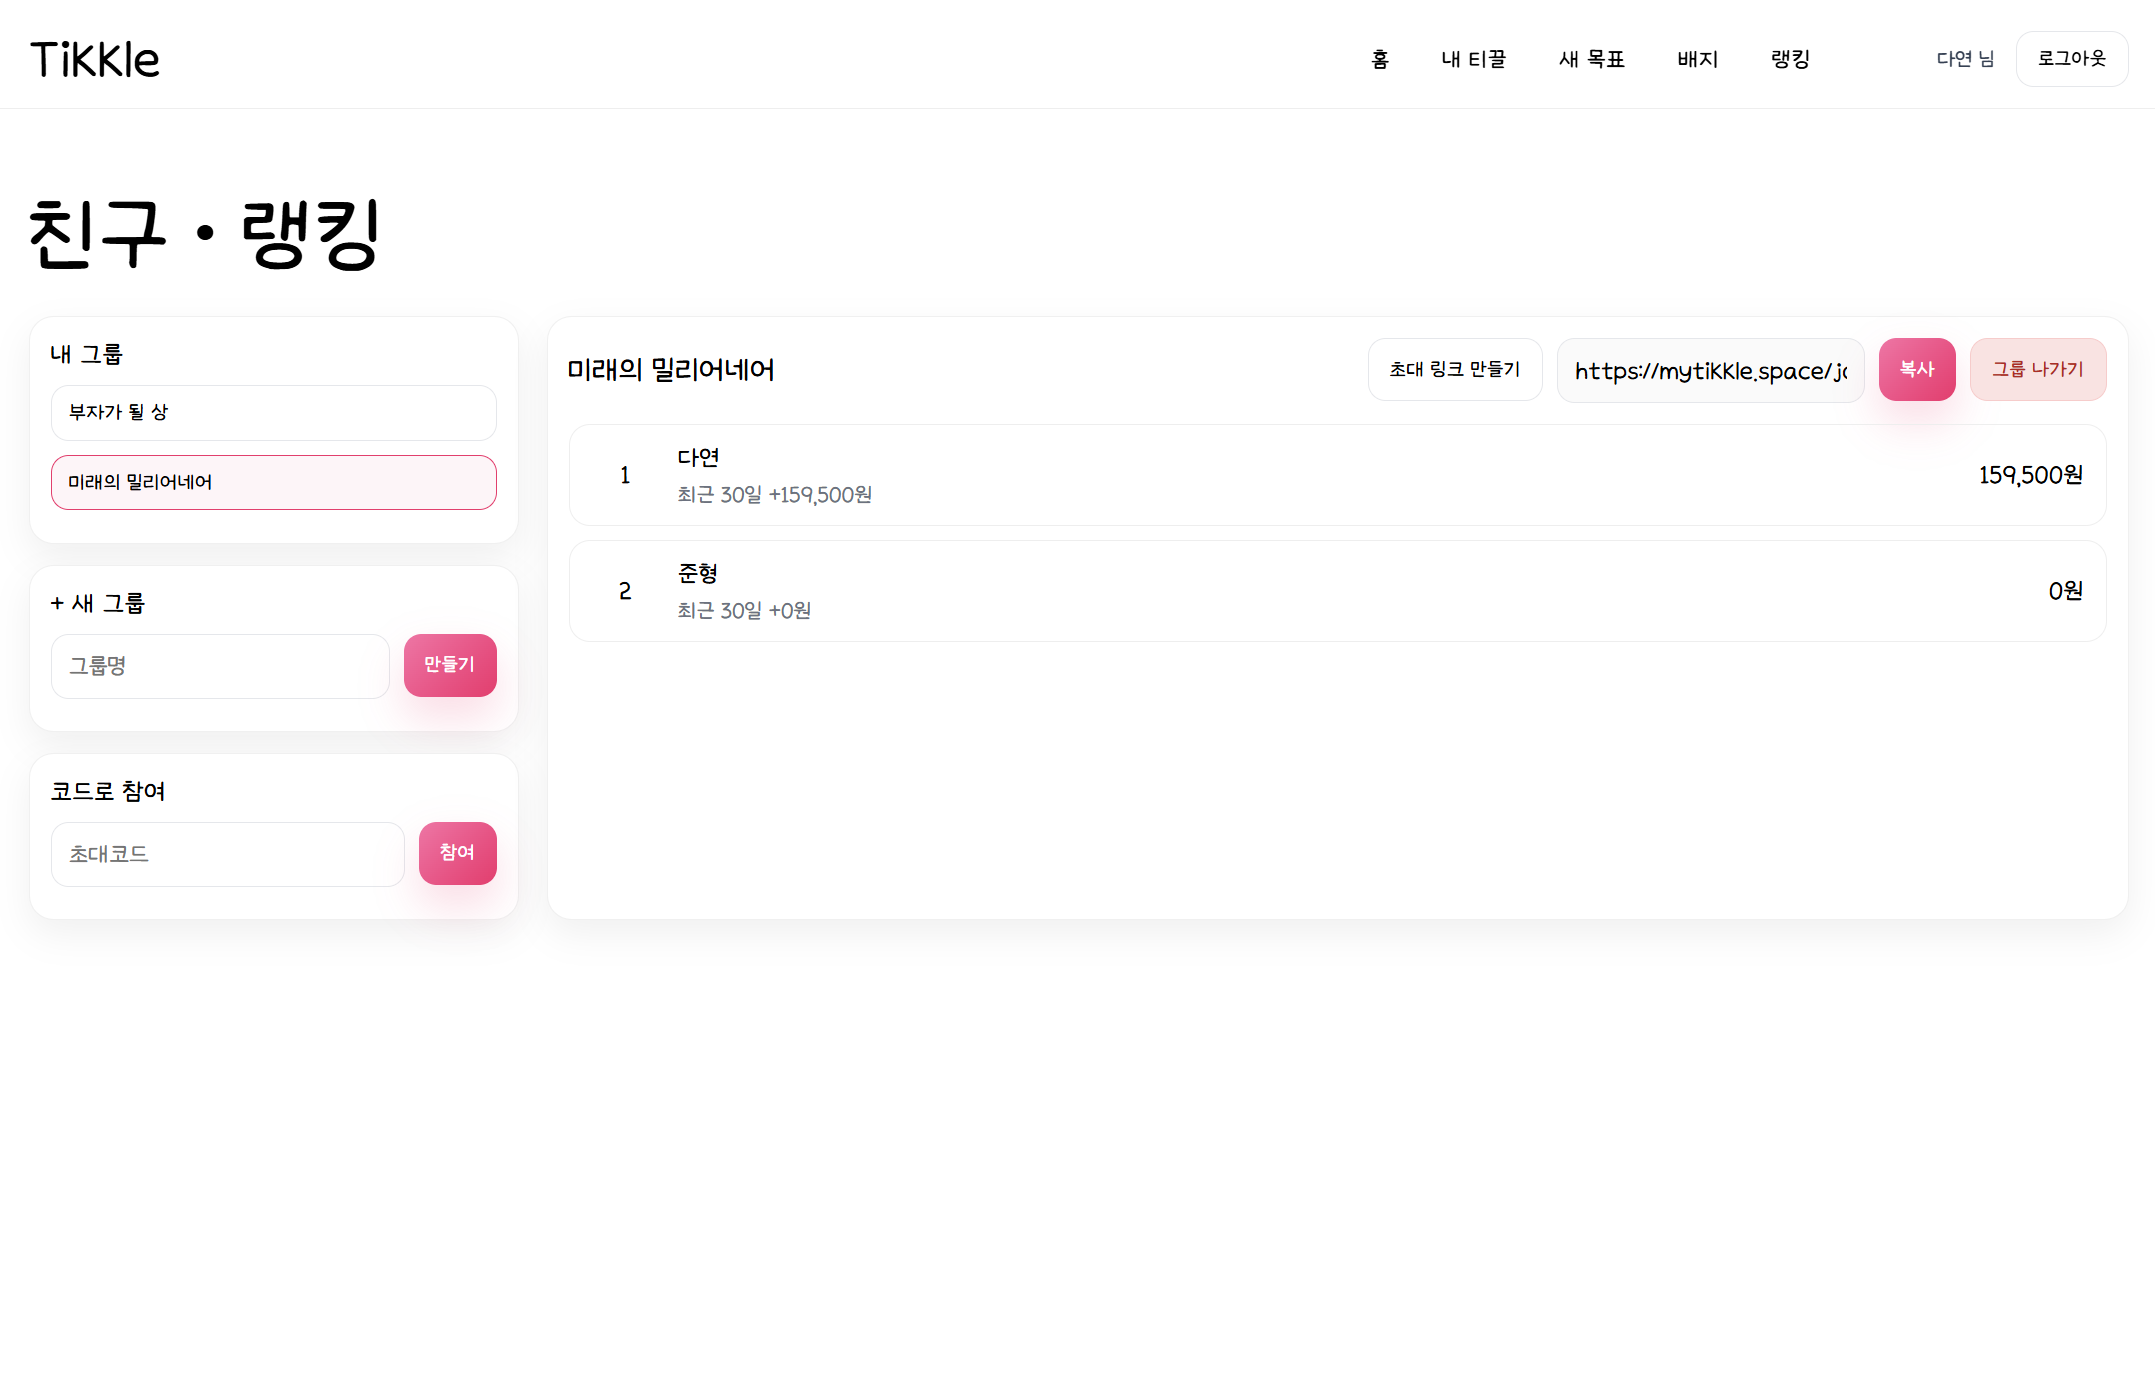 Tikkle
홈 내 티끌 새 목표 배지 랭킹 다연 님 로그아웃
친구 • 랭킹
내 그룹
부자가 될 상
미래의 밀리어네어
+ 새 그룹
그룹명 만들기
코드로 참여
초대코드 참여
미래의 밀리어네어 초대 링크 만들기 https://mytikkle.space/jo 복사 그룹 나가기
1 다연 159,500원
최근 30일 +159,500원
2 준형 0원
최근 30일 +0원